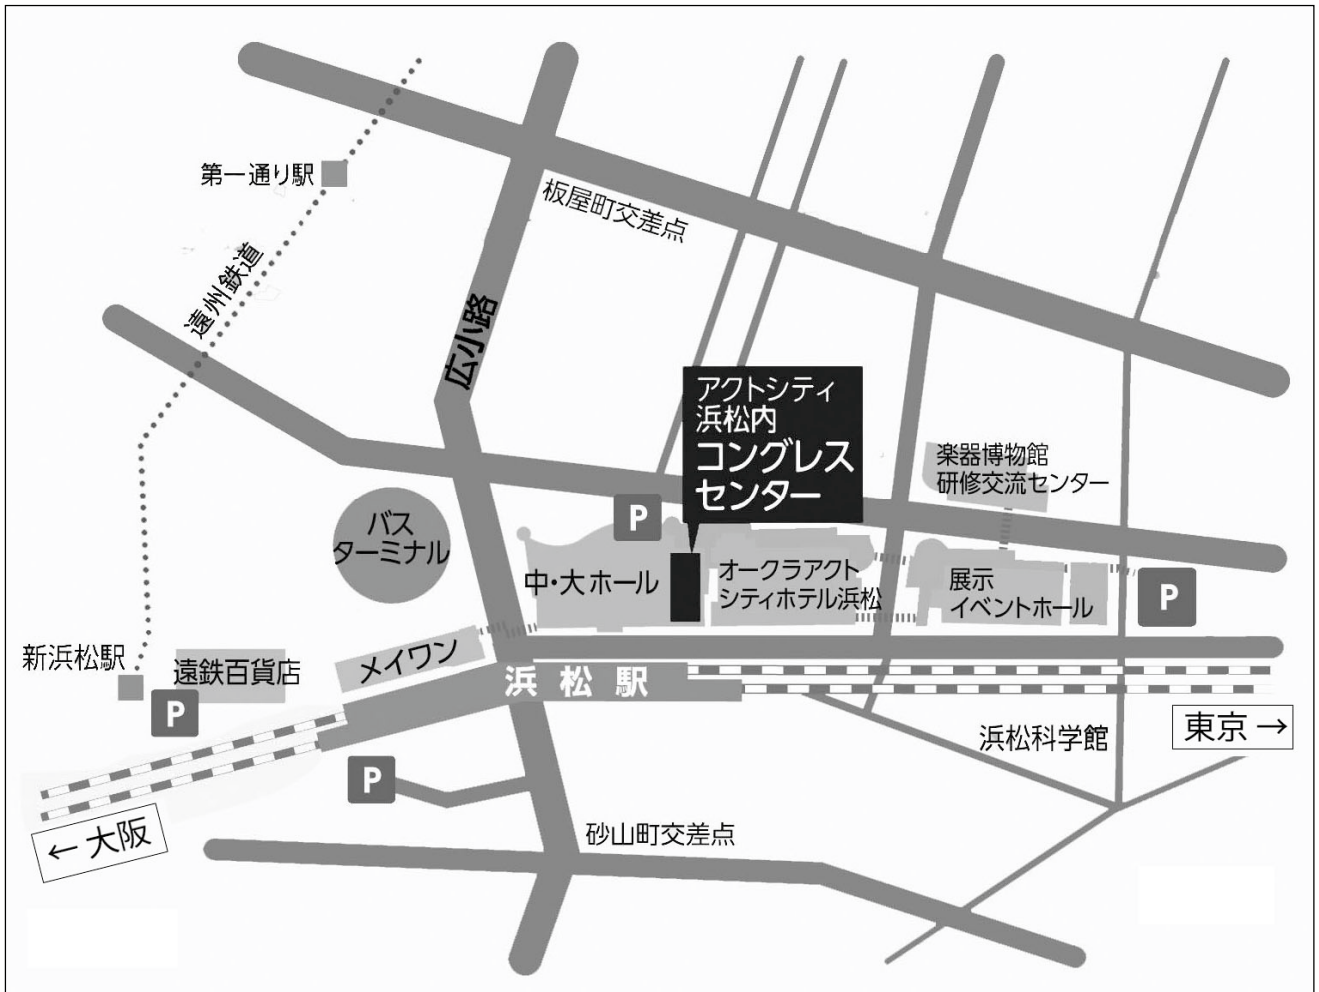 第一通り駅
板屋町交差点
遠州鉄道
広小路
アクトシティ
浜松内
コングレス
センター
楽器博物館
研修交流センター
P
バス
ターミナル
中・大ホール
オークラアクト
シティホテル浜松
展示
イベントホール
P
新浜松駅
遠鉄百貨店
メイワン
浜松駅
P
浜松科学館
東京→
P
←大阪
砂山町交差点